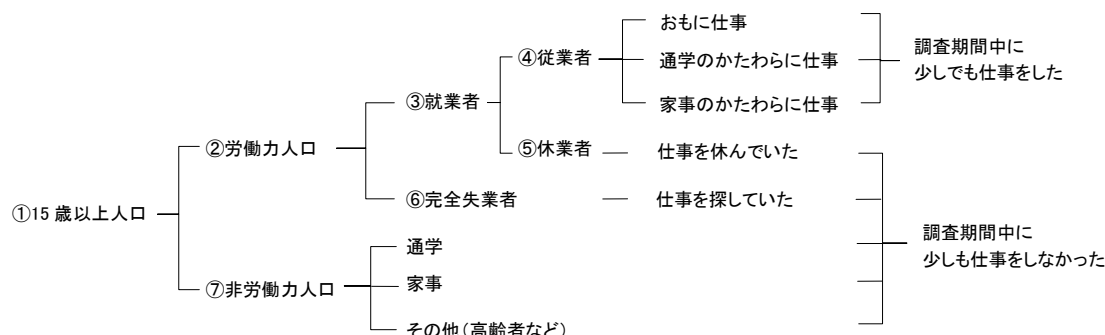 ①15 歳以上人口
②労働力人口
③就業者
④従業者
おもに仕事
通学のかたわらに仕事
家事のかたわらに仕事
調査期間中に
少しでも仕事をした
⑤休業者
仕事を休んでいた
⑥完全失業者
仕事を探していた
⑦非労働力人口
通学
家事
その他(高齢者など)
調査期間中に
少しも仕事をしなかった